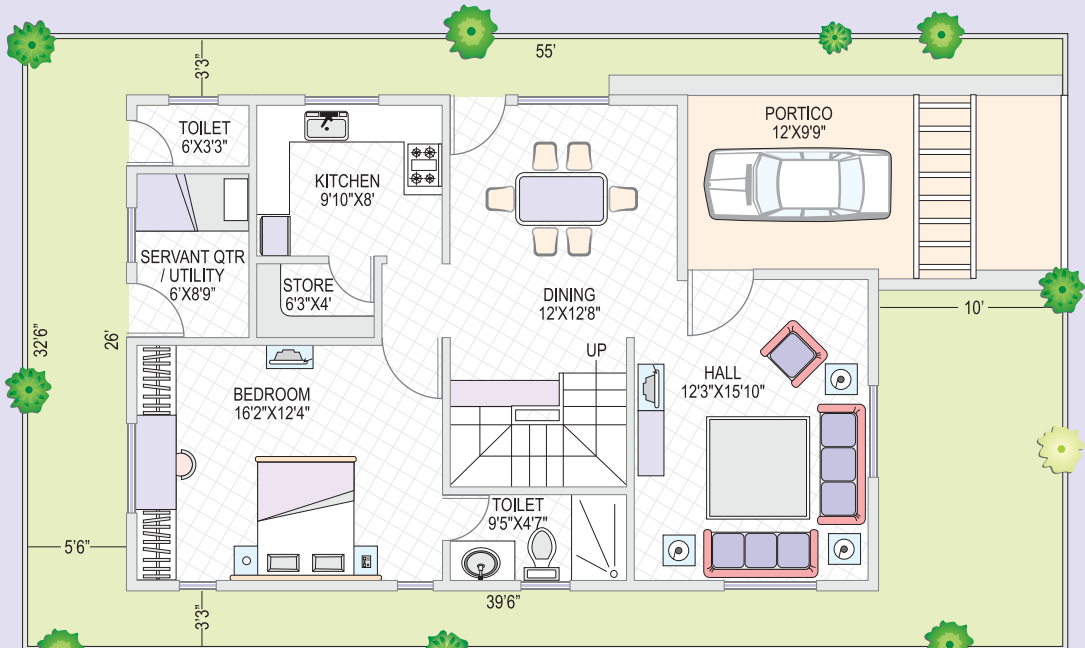 55'
3'3"
PORTICO
12'X9'9"
TOILET
6'X3'3"
KITCHEN
9'10"X8'
SERVANT QTR
/ UTILITY
6'X8'9"
STORE
6'3"X4'
DINING
12'X12'8"
10'
32'6"
26'
UP
HALL
12'3"X15'10"
BEDROOM
16'2"X12'4"
TOILET
9'5"X4'7"
5'6"
39'6"
3'3"